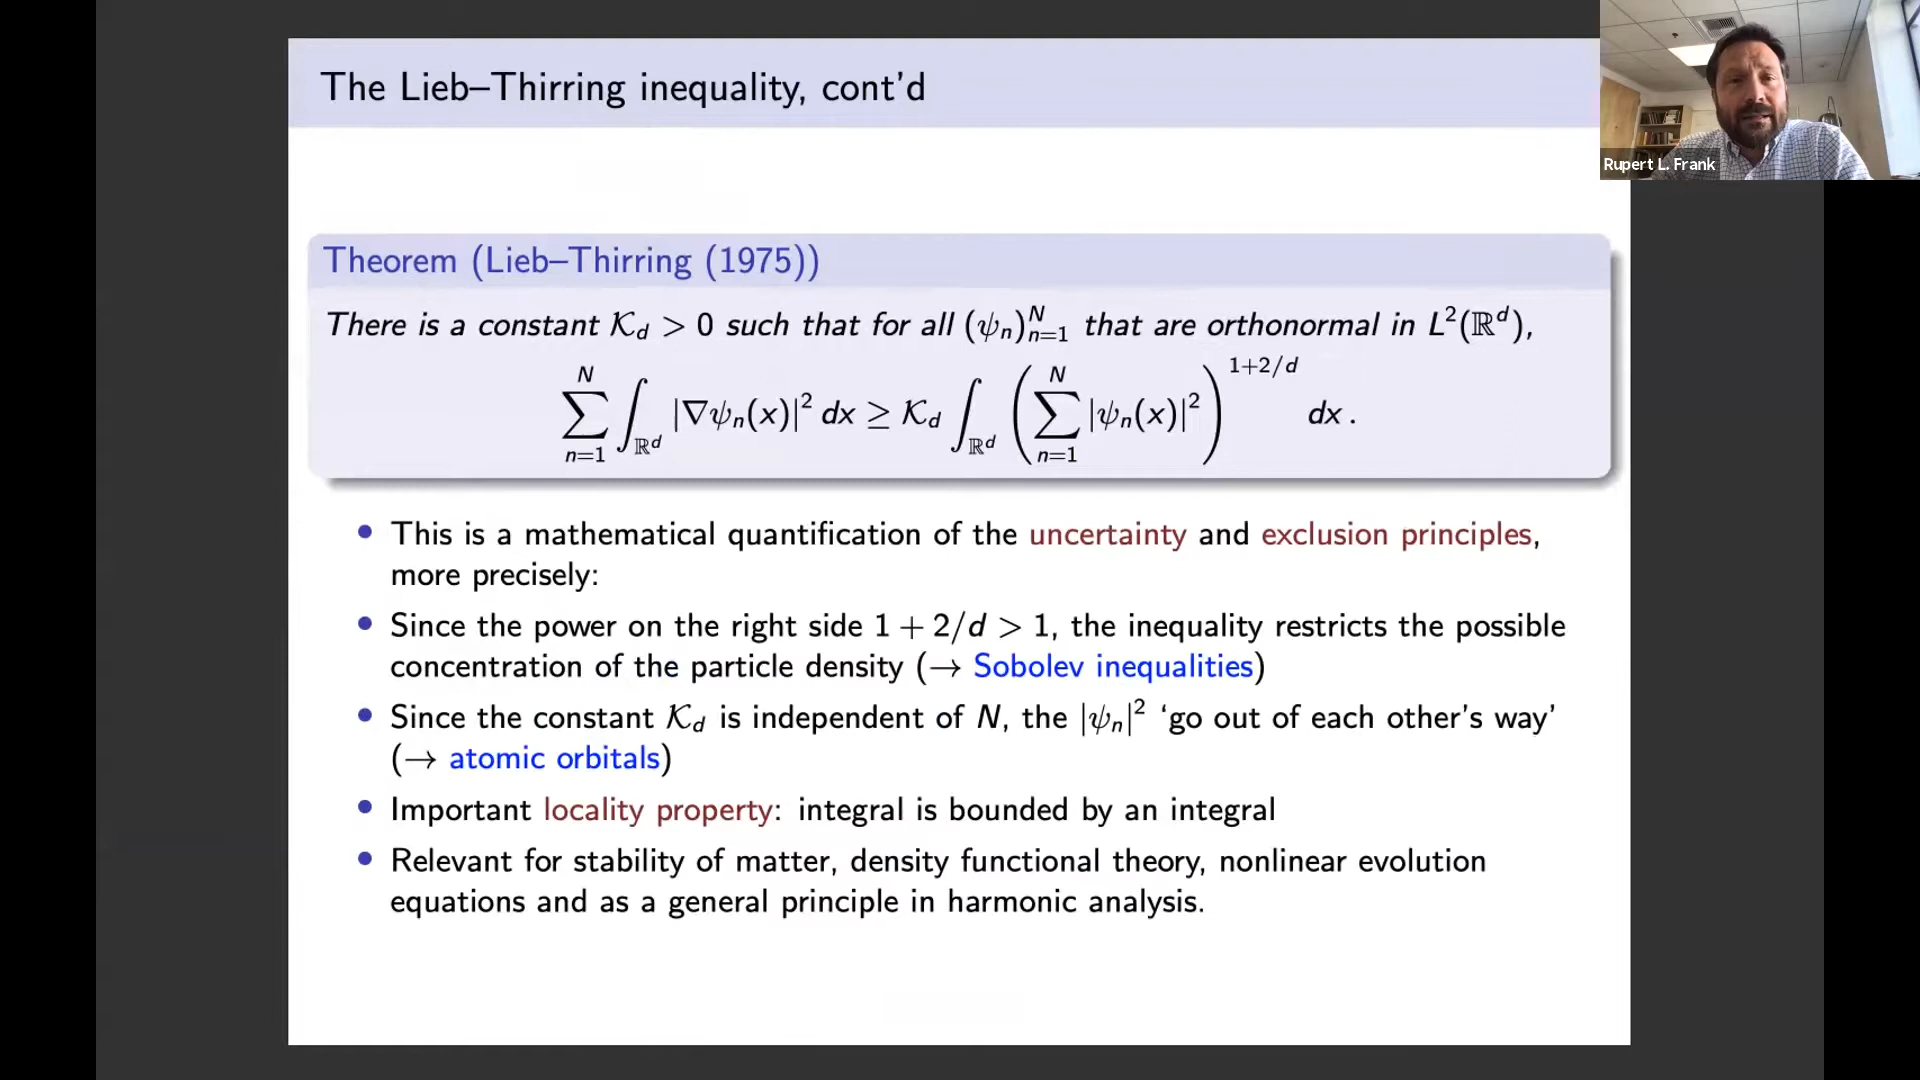 The Lieb–Thirring inequality, cont'd
Rupert L. Frank
Theorem (Lieb–Thirring (1975))
There is a constant 𝒦_d > 0 such that for all (ψ_n)_{n=1}^N that are orthonormal in L²(ℝ^d),
∑_{n=1}^N ∫_{ℝ^d} |∇ψ_n(x)|² dx ≥ 𝒦_d ∫_{ℝ^d} (∑_{n=1}^N |ψ_n(x)|²)^{1+2/d} dx .
• This is a mathematical quantification of the uncertainty and exclusion principles,
more precisely:
• Since the power on the right side 1 + 2/d > 1, the inequality restricts the possible
concentration of the particle density (→ Sobolev inequalities)
• Since the constant 𝒦_d is independent of N, the |ψ_n|² ‘go out of each other's way’
(→ atomic orbitals)
• Important locality property: integral is bounded by an integral
• Relevant for stability of matter, density functional theory, nonlinear evolution
equations and as a general principle in harmonic analysis.